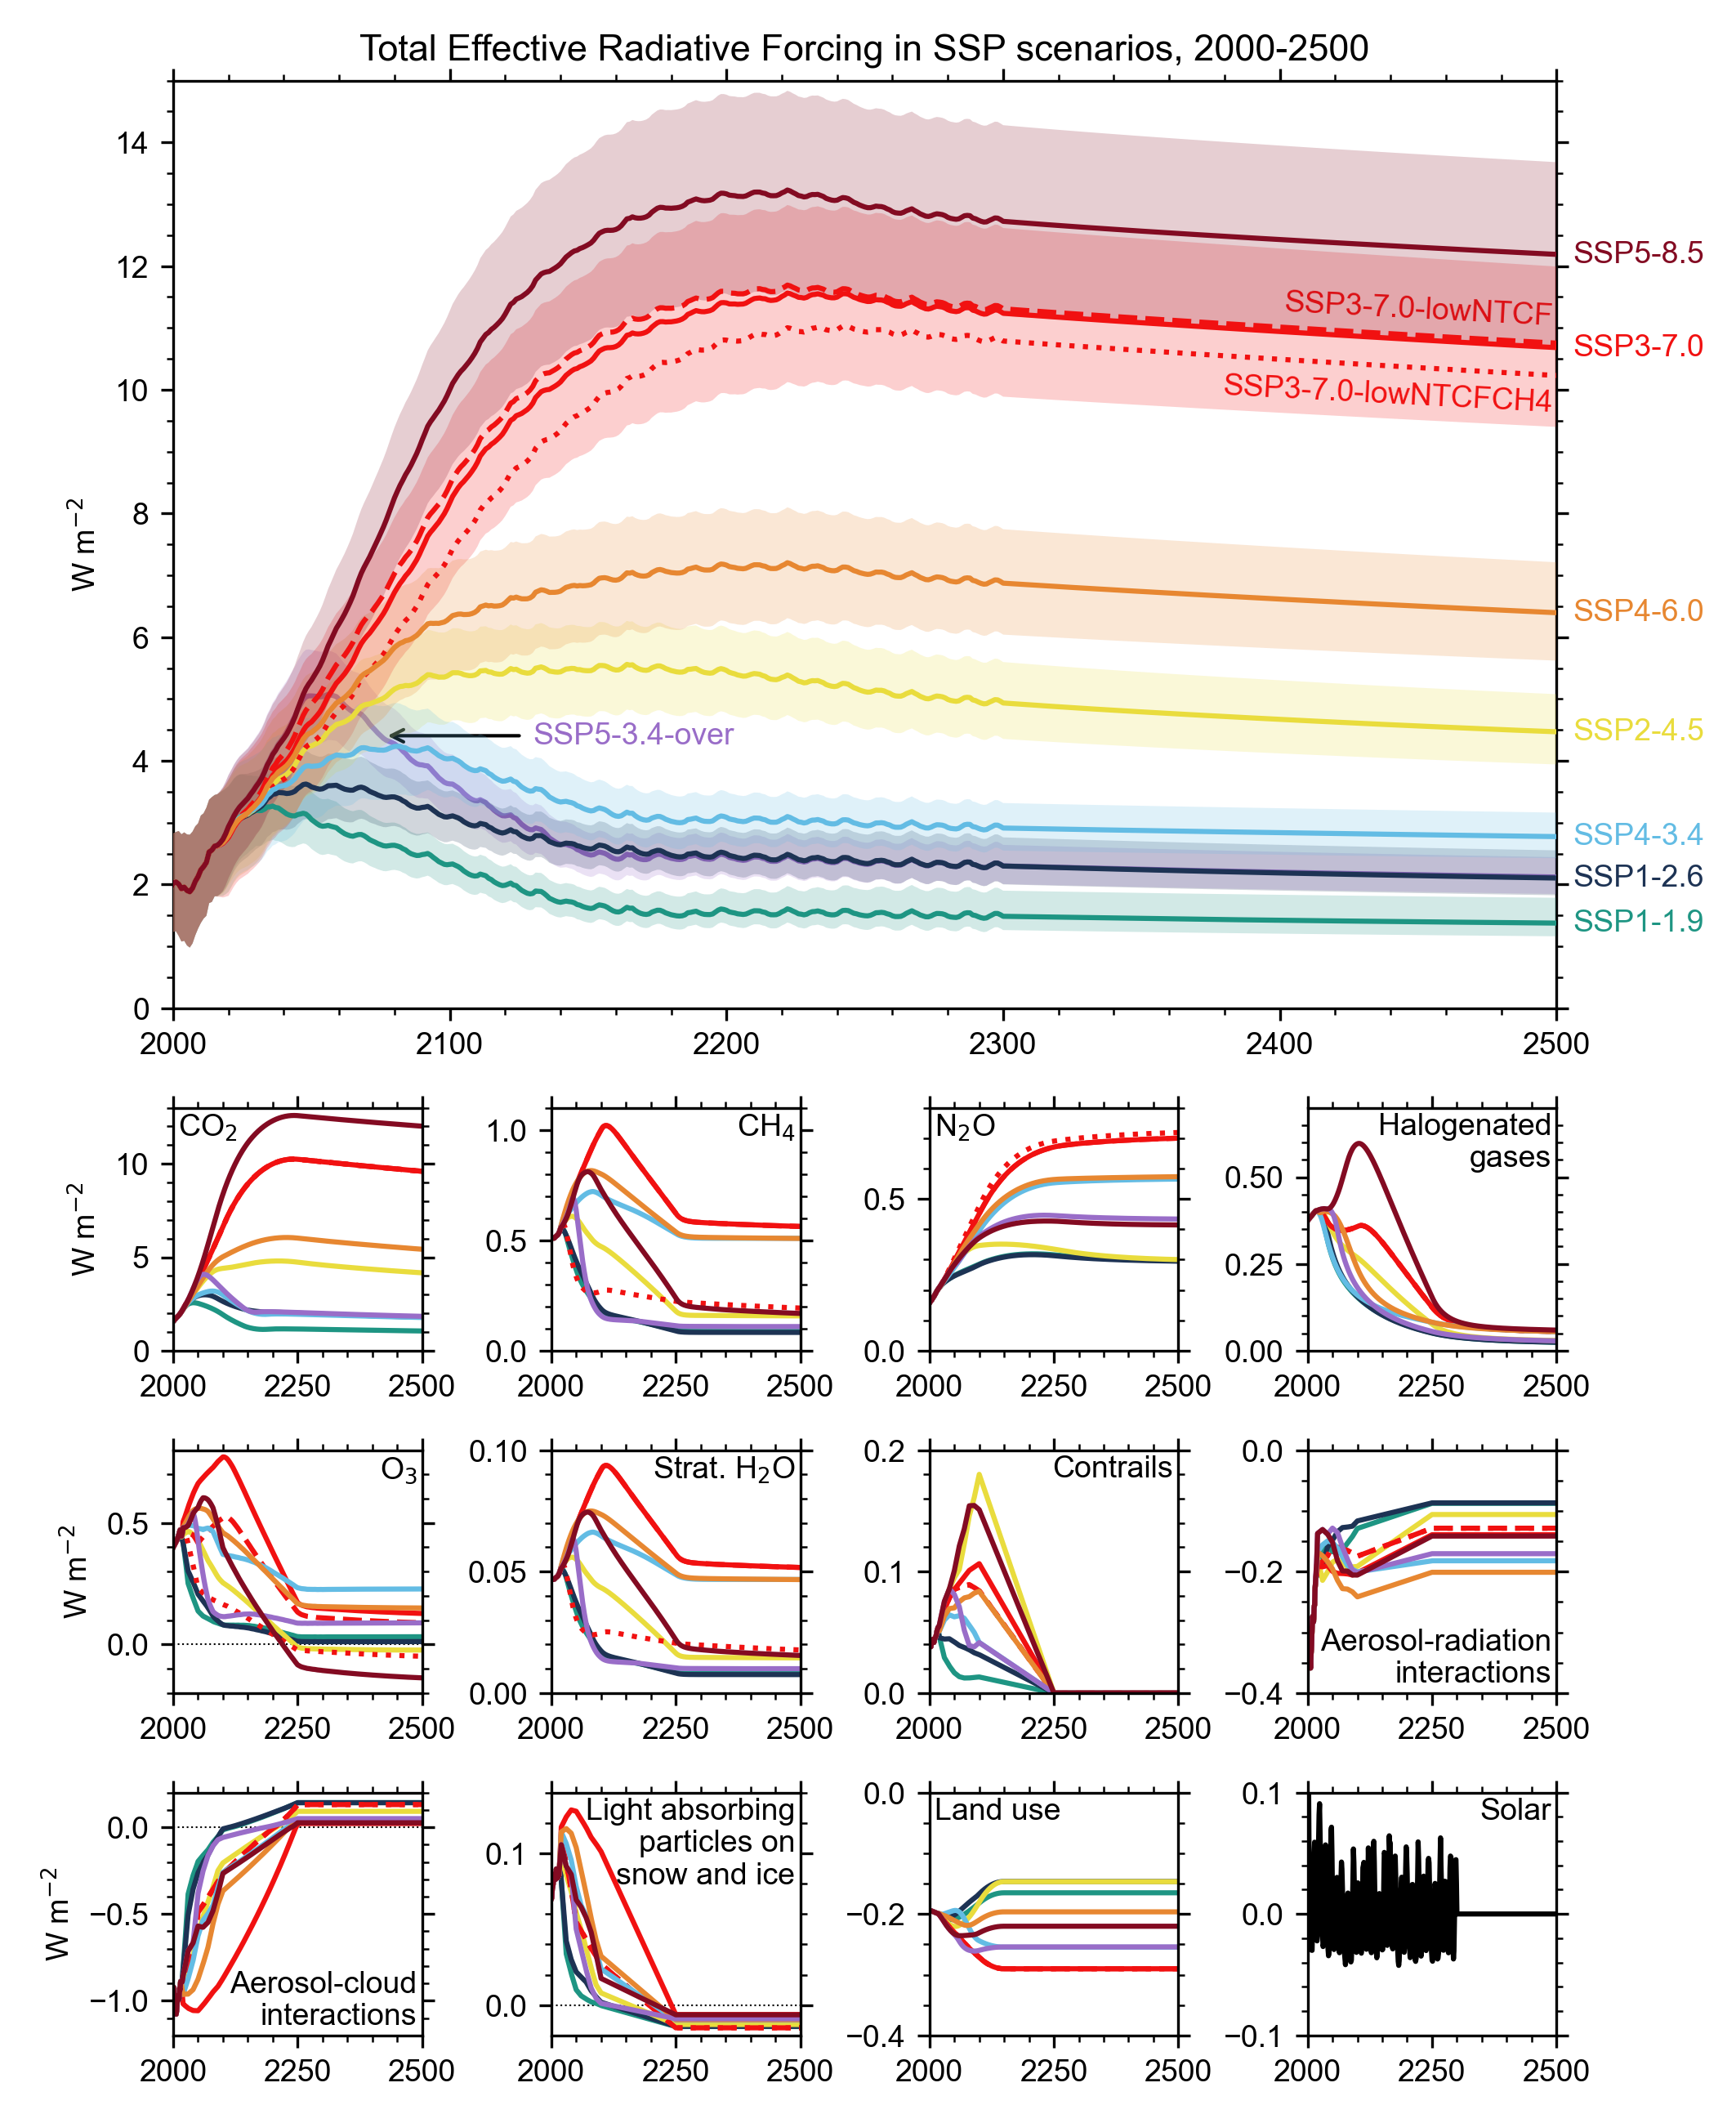 Total Effective Radiative Forcing in SSP scenarios, 2000-2500
W m−2
14
12
10
8
6
4
2
0
2000 2100 2200 2300 2400 2500
SSP5-8.5
SSP3-7.0-lowNTCF
SSP3-7.0
SSP3-7.0-lowNTCFCH4
SSP4-6.0
SSP2-4.5
SSP5-3.4-over
SSP4-3.4
SSP1-2.6
SSP1-1.9
W m−2
CO2
10
5
0
2000 2250 2500
CH4
1.0
0.5
0.0
2000 2250 2500
N2O
0.5
0.0
2000 2250 2500
Halogenated
gases
0.50
0.25
0.00
2000 2250 2500
W m−2
O3
0.5
0.0
2000 2250 2500
Strat. H2O
0.10
0.05
0.00
2000 2250 2500
Contrails
0.2
0.1
0.0
2000 2250 2500
0.0
−0.2
−0.4
Aerosol-radiation
interactions
2000 2250 2500
W m−2
0.0
−0.5
−1.0
Aerosol-cloud
interactions
2000 2250 2500
Light absorbing
particles on
snow and ice
0.1
0.0
2000 2250 2500
Land use
0.0
−0.2
−0.4
2000 2250 2500
Solar
0.1
0.0
−0.1
2000 2250 2500